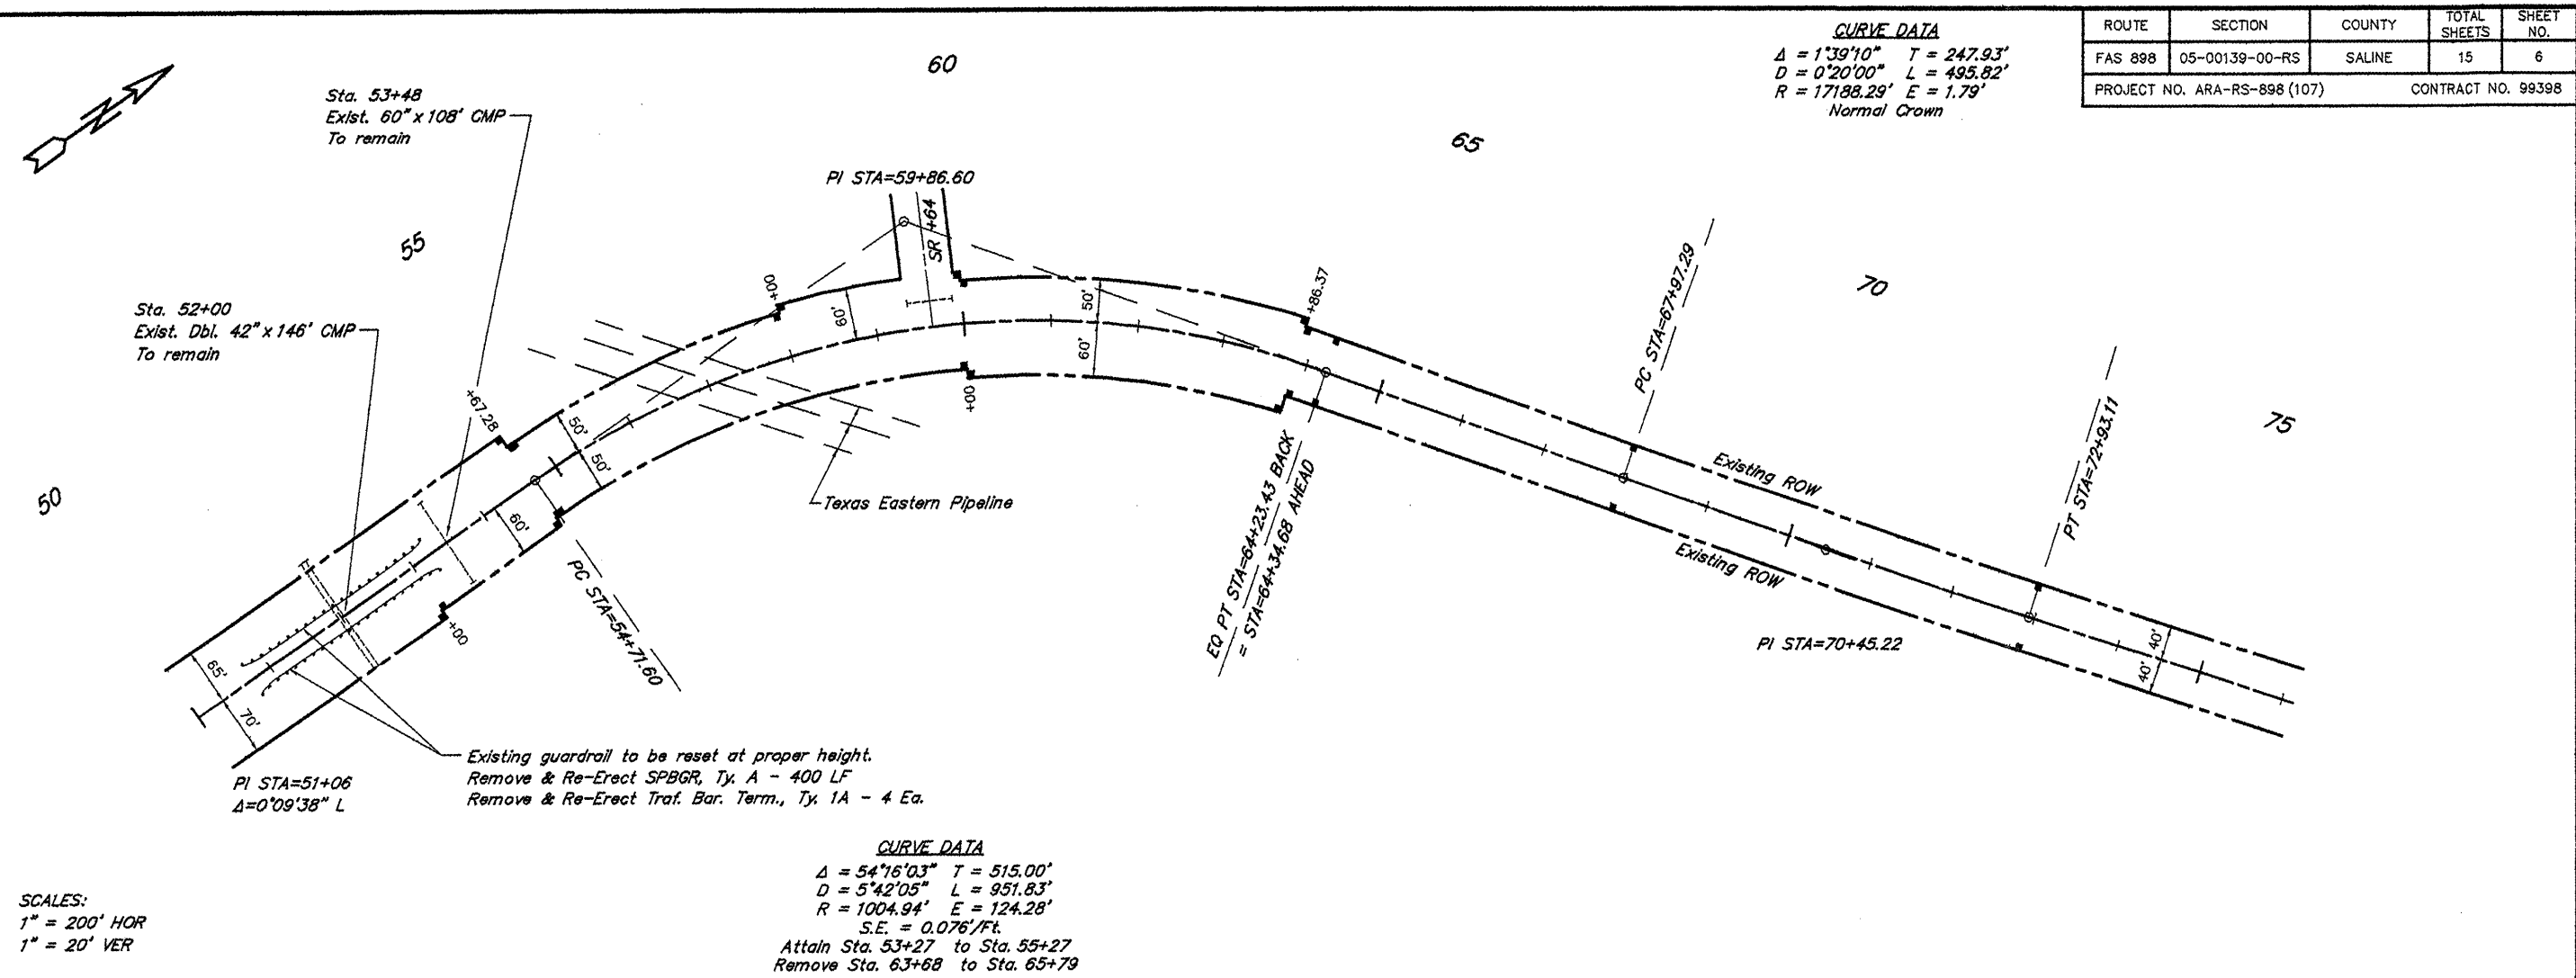 ROUTE SECTION COUNTY TOTAL SHEETS SHEET NO.
FAS 898 05-00139-00-RS SALINE 15 6
PROJECT NO. ARA-RS-898 (107) CONTRACT NO. 99398
CURVE DATA
Δ = 1°39'10" T = 247.93'
D = 0°20'00" L = 495.82'
R = 17188.29' E = 1.79'
Normal Crown
N
60
65
70
75
55
50
Sta. 53+48
Exist. 60" x 108' CMP
To remain
PI STA=59+86.60
SR +64
Sta. 52+00
Exist. Dbl. 42" x 146' CMP
To remain
+67.28
+00
60'
50'
60'
+86.37
PC STA=67+97.29
50'
50'
60'
+00
Texas Eastern Pipeline
EQ PT STA=64+23.43 BACK
= STA=64+34.68 AHEAD
Existing ROW
Existing ROW
PT STA=72+93.11
PC STA=54+71.60
+00
65'
70'
PI STA=70+45.22
40'
40'
Existing guardrail to be reset at proper height.
Remove & Re-Erect SPBGR, Ty. A - 400 LF
Remove & Re-Erect Traf. Bar. Term., Ty. 1A - 4 Ea.
PI STA=51+06
Δ=0°09'38" L
CURVE DATA
Δ = 54°16'03" T = 515.00'
D = 5°42'05" L = 951.83'
R = 1004.94' E = 124.28'
S.E. = 0.076'/Ft.
Attain Sta. 53+27 to Sta. 55+27
Remove Sta. 63+68 to Sta. 65+79
SCALES:
1" = 200' HOR
1" = 20' VER